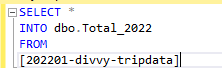 SELECT *
INTO dbo.Total_2022
FROM
[202201-divvy-tripdata]